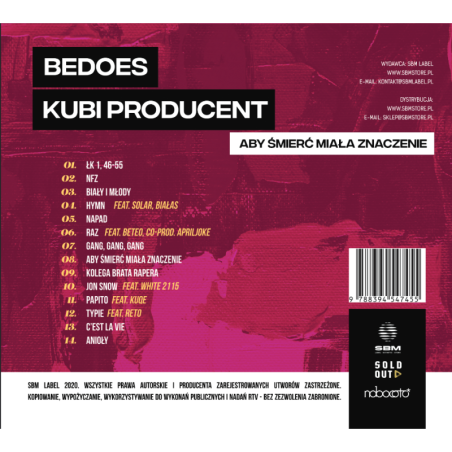 BEDOES
KUBI PRODUCENT
ABY ŚMIERĆ MIAŁA ZNACZENIE
WYDAWCA: SBM LABEL
WWW.SBMSTORE.PL
E-MAIL: KONTAKT@SBMLABEL.PL
DYSTRYBUCJA:
WWW.SBMSTORE.PL
E-MAIL: SKLEP@SBMSTORE.PL
01. ŁK 1, 46-55
02. NFZ
03. BIAŁY I MŁODY
04. HYMN FEAT. SOLAR, BIAŁAS
05. NAPAD
06. RAZ FEAT. BETEO, CO-PROD. APRILJOKE
07. GANG, GANG, GANG
08. ABY ŚMIERĆ MIAŁA ZNACZENIE
09. KOLEGA BRATA RAPERA
10. JON SNOW FEAT. WHITE 2115
11. PAPITO FEAT. KUQE
12. TYPIE FEAT. RETO
13. C'EST LA VIE
14. ANIOŁY
SBM
SOLD
OUT
nobocoto
SBM LABEL 2020. WSZYSTKIE PRAWA AUTORSKIE I PRODUCENTA ZAREJESTROWANYCH UTWORÓW ZASTRZEŻONE.
KOPIOWANIE, WYPOŻYCZANIE, WYKORZYSTYWANIE DO WYKONAŃ PUBLICZNYCH I NADAŃ RTV - BEZ ZEZWOLENIA ZABRONIONE.